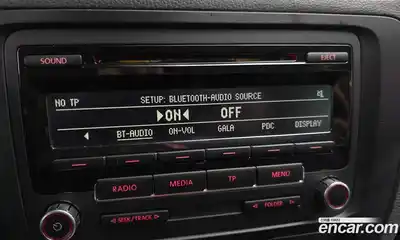 SOUND EJECT
NO TP SETUP: BLUETOOTH-AUDIO SOURCE
▶ON◀ OFF
◀ BT-AUDIO ON-VOL GALA PDC DISPLAY
RADIO MEDIA TP MENU
< SEEK/TRACK > < FOLDER >
encar.com